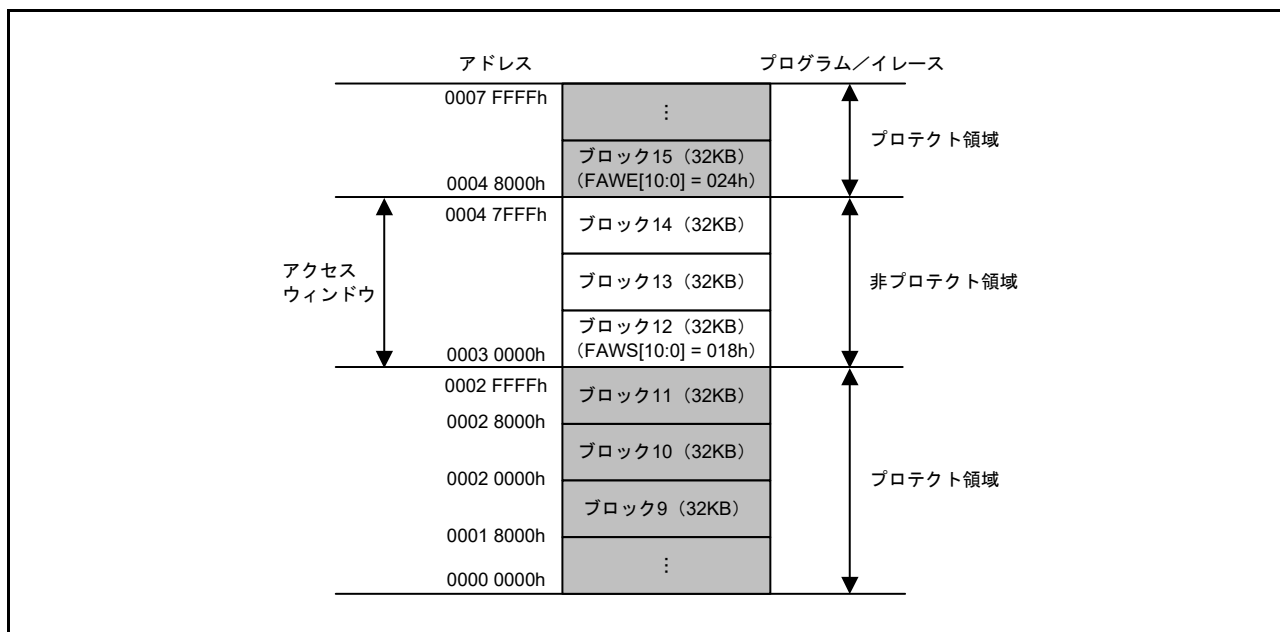 アドレス
プログラム／イレース
0007 FFFFh
⋮
プロテクト領域
ブロック15（32KB）
（FAWE[10:0] = 024h）
0004 8000h
0004 7FFFh
ブロック14（32KB）
アクセス
ウィンドウ
ブロック13（32KB）
非プロテクト領域
ブロック12（32KB）
（FAWS[10:0] = 018h）
0003 0000h
0002 FFFFh
ブロック11（32KB）
0002 8000h
ブロック10（32KB）
0002 0000h
プロテクト領域
ブロック9（32KB）
0001 8000h
⋮
0000 0000h